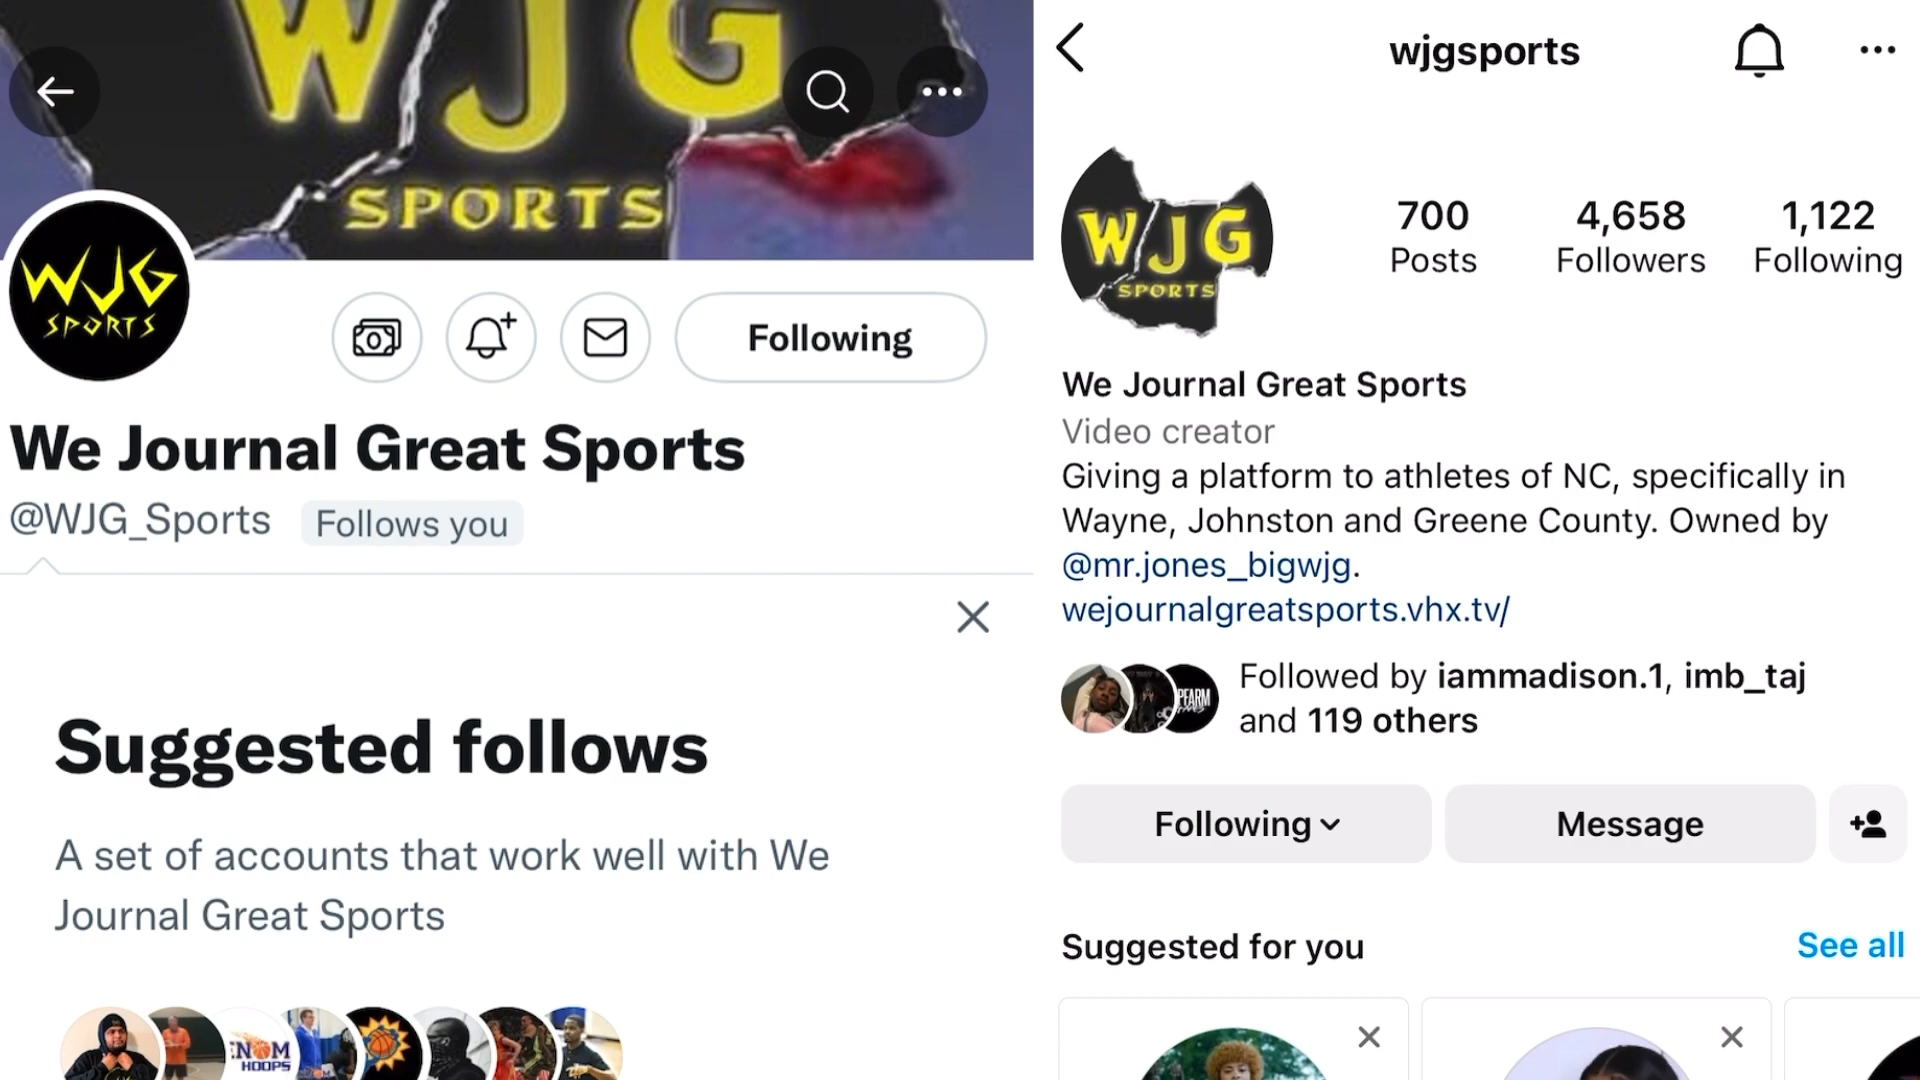 WJG
SPORTS
WJG
SPORTS
Following
We Journal Great Sports
@WJG_Sports Follows you
Suggested follows
A set of accounts that work well with We
Journal Great Sports
ENOM
HOOPS
wjgsports
WJG
SPORTS
700 4,658 1,122
Posts Followers Following
We Journal Great Sports
Video creator
Giving a platform to athletes of NC, specifically in
Wayne, Johnston and Greene County. Owned by
@mr.jones_bigwjg.
wejournalgreatsports.vhx.tv/
PFARM
Followed by iammadison.1, imb_taj
and 119 others
Following Message
Suggested for you See all